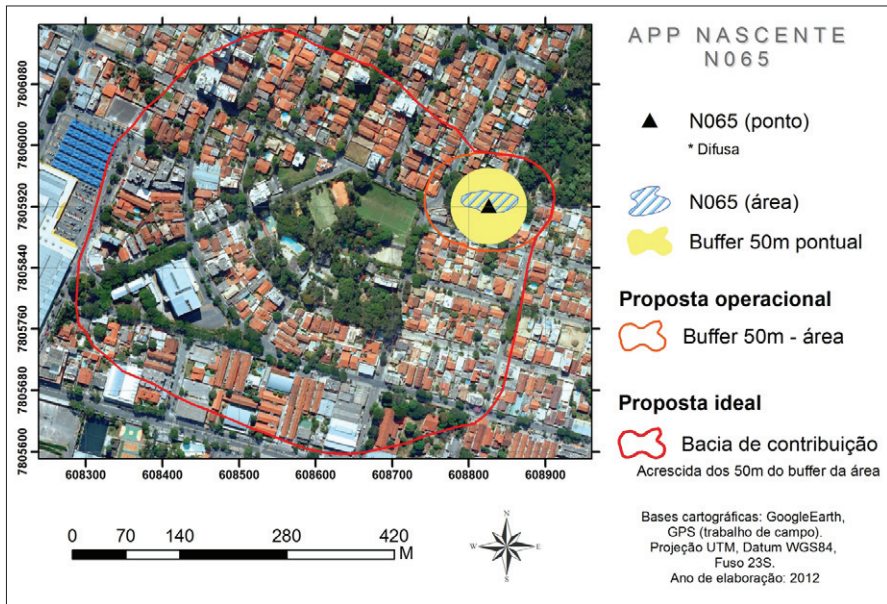 APP NASCENTE
N065
N065 (ponto)
* Difusa
N065 (área)
Buffer 50m pontual
Proposta operacional
Buffer 50m - área
Proposta ideal
Bacia de contribuição
Acrescida dos 50m do buffer da área
Bases cartográficas: GoogleEarth,
GPS (trabalho de campo).
Projeção UTM, Datum WGS84,
Fuso 23S.
Ano de elaboração: 2012
7806080
7806000
7805920
7805840
7805760
7805680
7805600
608300 608400 608500 608600 608700 608800 608900
0 70 140 280 420
M
N
W E
S